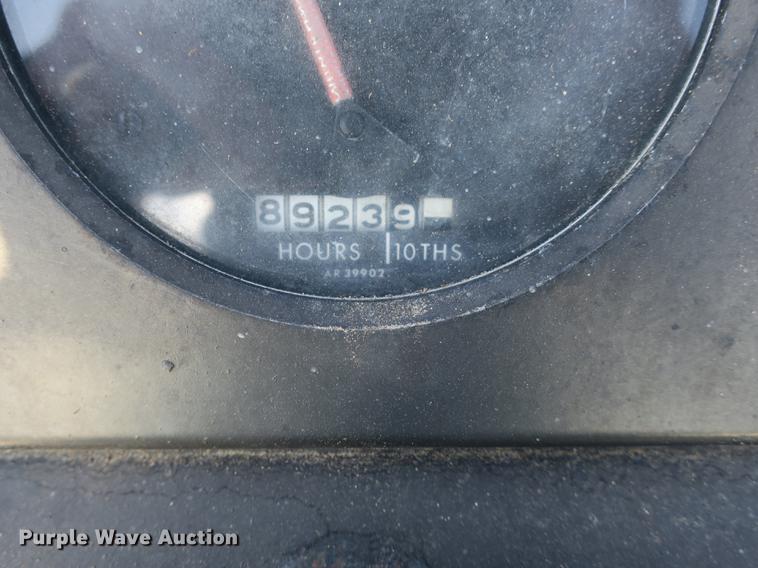 89239
HOURS | 10THS
AR 39902
Purple Wave Auction